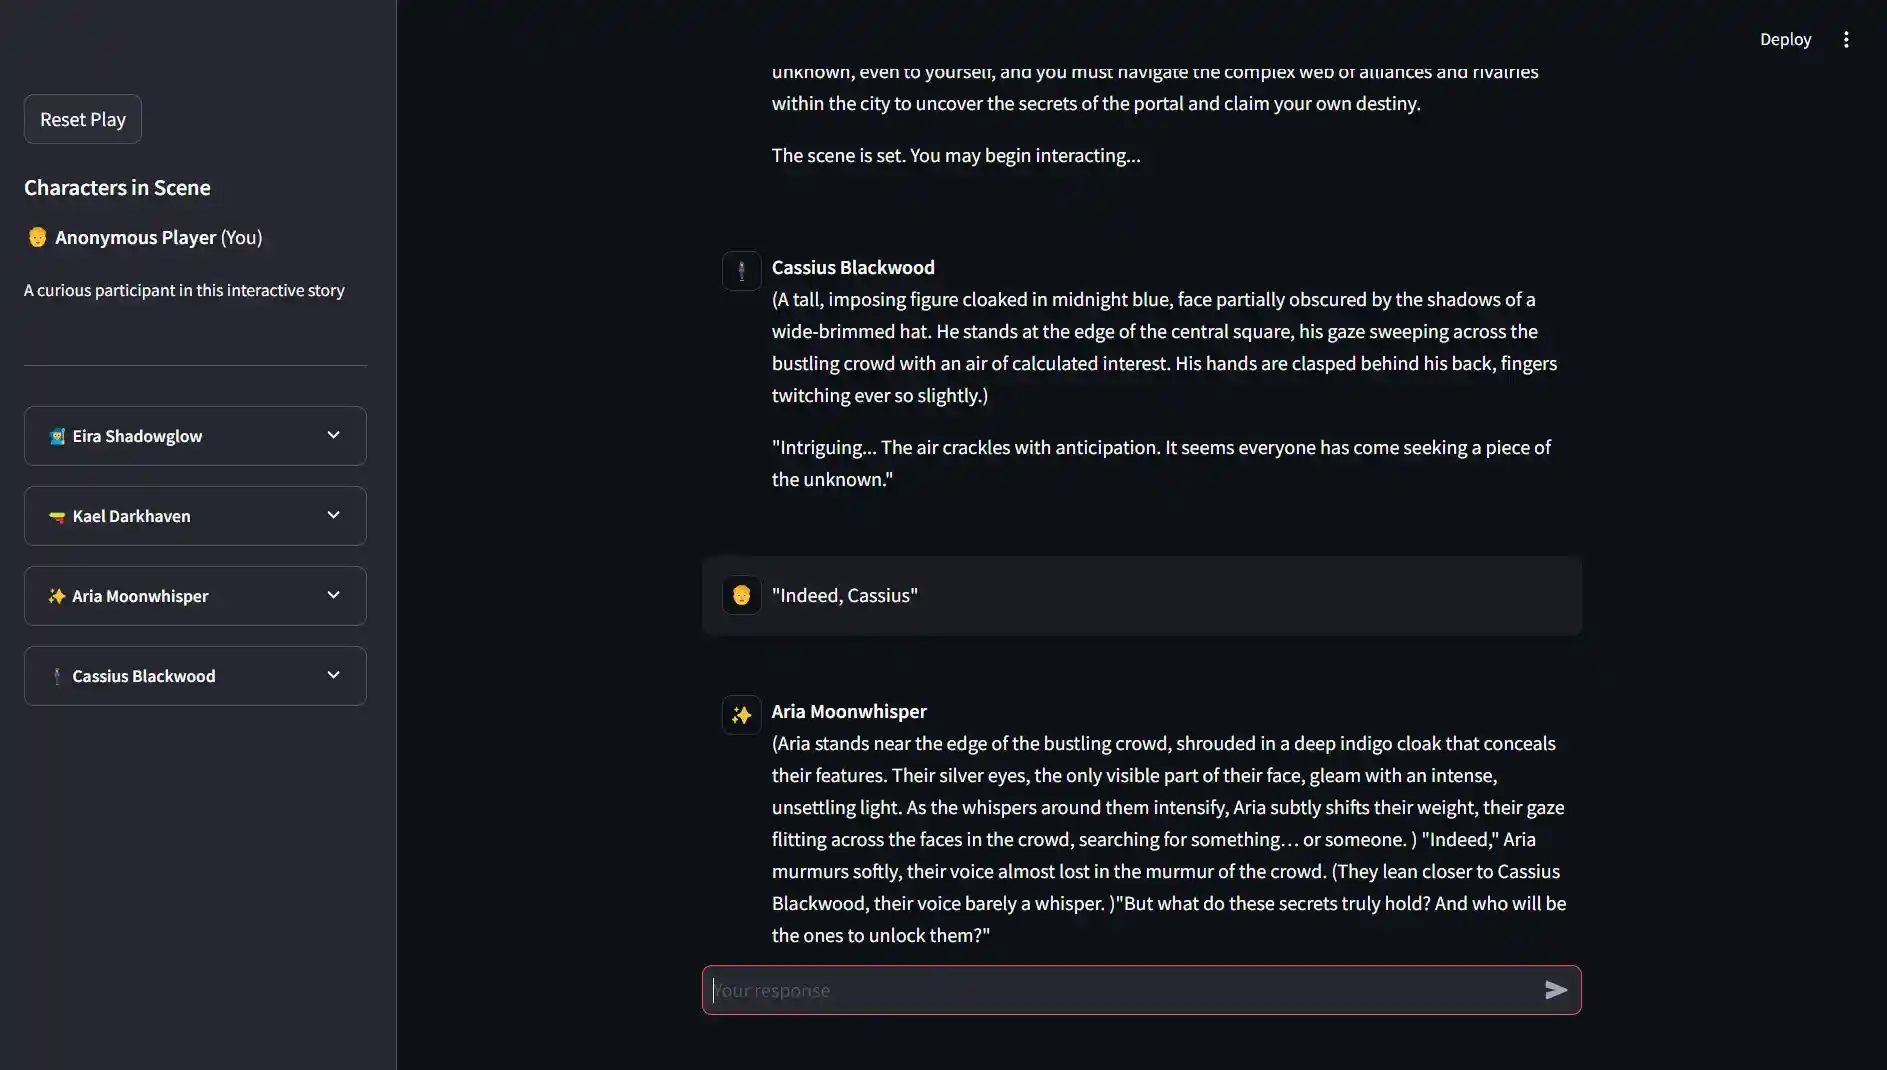 Deploy
Reset Play
Characters in Scene
Anonymous Player (You)
A curious participant in this interactive story
Eira Shadowglow
Kael Darkhaven
Aria Moonwhisper
Cassius Blackwood
unknown, even to yourself, and you must navigate the complex web of alliances and rivalries
within the city to uncover the secrets of the portal and claim your own destiny.
The scene is set. You may begin interacting...
Cassius Blackwood
(A tall, imposing figure cloaked in midnight blue, face partially obscured by the shadows of a
wide-brimmed hat. He stands at the edge of the central square, his gaze sweeping across the
bustling crowd with an air of calculated interest. His hands are clasped behind his back, fingers
twitching ever so slightly.)
"Intriguing... The air crackles with anticipation. It seems everyone has come seeking a piece of
the unknown."
"Indeed, Cassius"
Aria Moonwhisper
(Aria stands near the edge of the bustling crowd, shrouded in a deep indigo cloak that conceals
their features. Their silver eyes, the only visible part of their face, gleam with an intense,
unsettling light. As the whispers around them intensify, Aria subtly shifts their weight, their gaze
flitting across the faces in the crowd, searching for something… or someone. ) "Indeed," Aria
murmurs softly, their voice almost lost in the murmur of the crowd. (They lean closer to Cassius
Blackwood, their voice barely a whisper. )"But what do these secrets truly hold? And who will be
the ones to unlock them?"
Your response